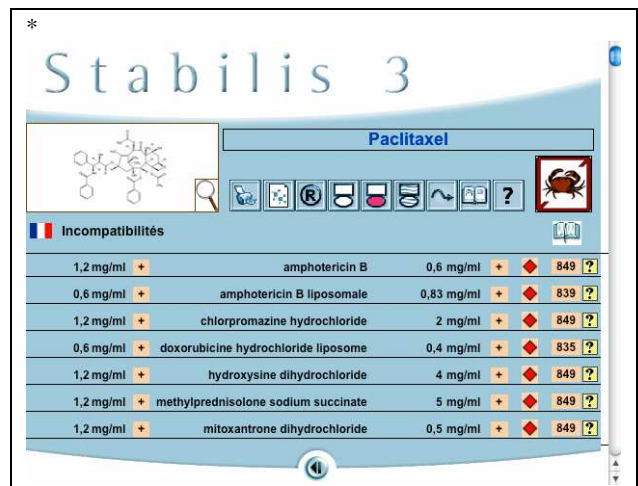 *
Stabilis 3
Paclitaxel
® ?
Incompatibilités
1,2 mg/ml + amphotericin B 0,6 mg/ml + 849 ?
0,6 mg/ml + amphotericin B liposomale 0,83 mg/ml + 839 ?
1,2 mg/ml + chlorpromazine hydrochloride 2 mg/ml + 849 ?
0,6 mg/ml + doxorubicine hydrochloride liposome 0,4 mg/ml + 835 ?
1,2 mg/ml + hydroxysine dihydrochloride 4 mg/ml + 849 ?
1,2 mg/ml + methylprednisolone sodium succinate 5 mg/ml + 849 ?
1,2 mg/ml + mitoxantrone dihydrochloride 0,5 mg/ml + 849 ?